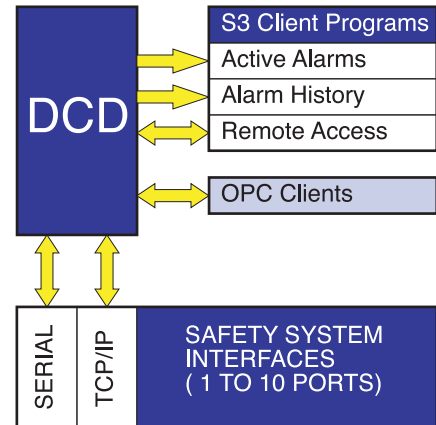 DCD
S3 Client Programs
Active Alarms
Alarm History
Remote Access
OPC Clients
SERIAL
TCP/IP
SAFETY SYSTEM
INTERFACES
( 1 TO 10 PORTS)